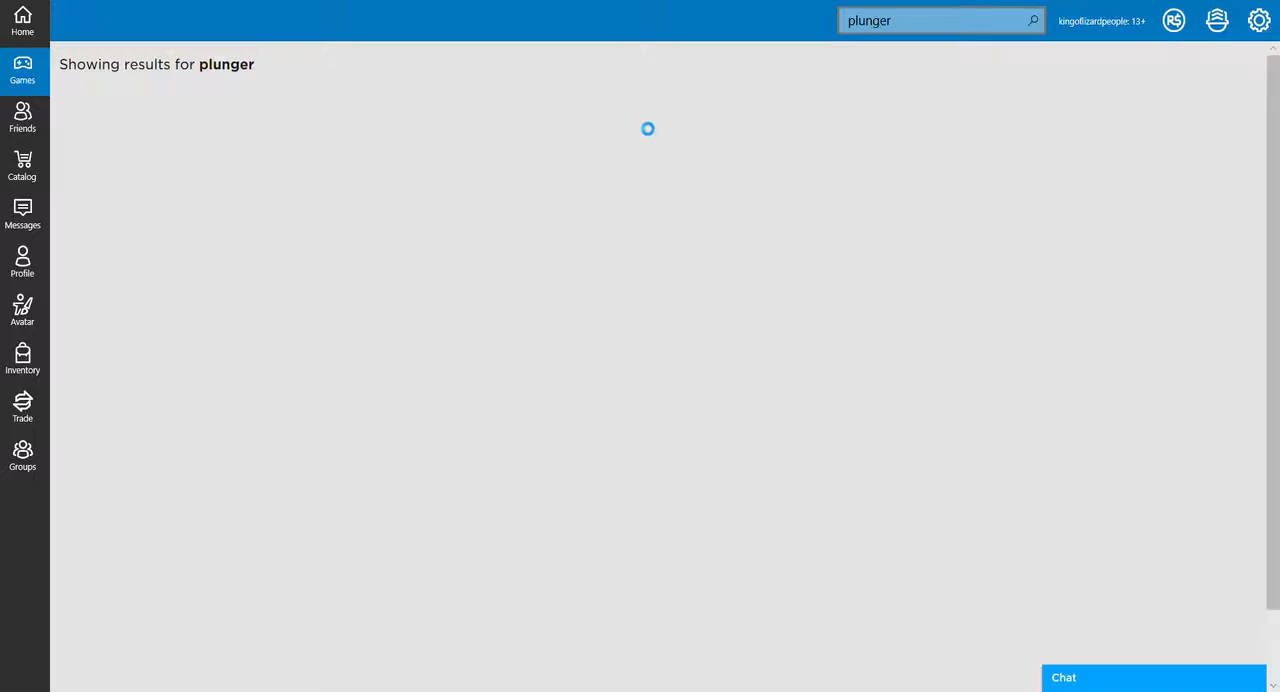 plunger
kingoflizardpeople: 13+
R$
Home
Games
Friends
Catalog
Messages
Profile
Avatar
Inventory
Trade
Groups
Showing results for plunger
Chat